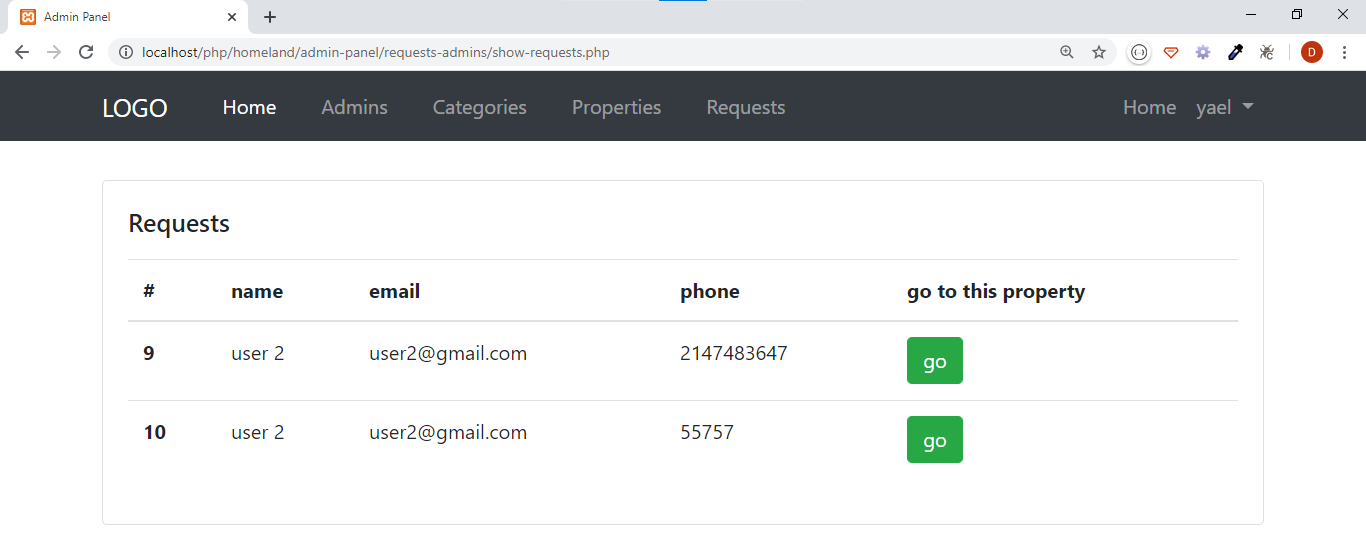 Admin Panel
localhost/php/homeland/admin-panel/requests-admins/show-requests.php
D
LOGO Home Admins Categories Properties Requests Home yael
Requests
# name email phone go to this property
9 user 2 user2@gmail.com 2147483647 go
10 user 2 user2@gmail.com 55757 go